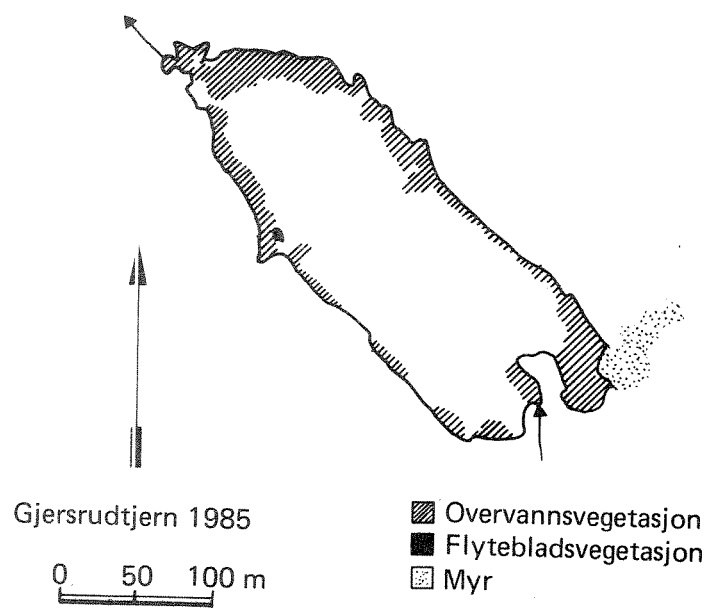 Gjersrudtjern 1985
0 50 100 m
Overvannsvegetasjon
Flytebladsvegetasjon
Myr